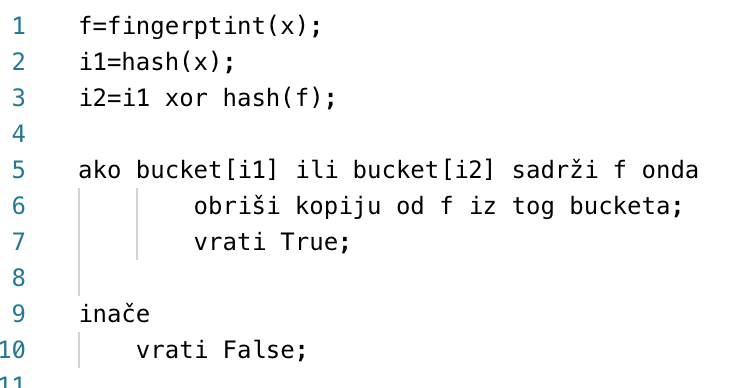 1 f=fingerptint(x);
2 i1=hash(x);
3 i2=i1 xor hash(f);
4
5 ako bucket[i1] ili bucket[i2] sadrži f onda
6 obriši kopiju od f iz tog bucketa;
7 vrati True;
8
9 inače
10 vrati False;
11